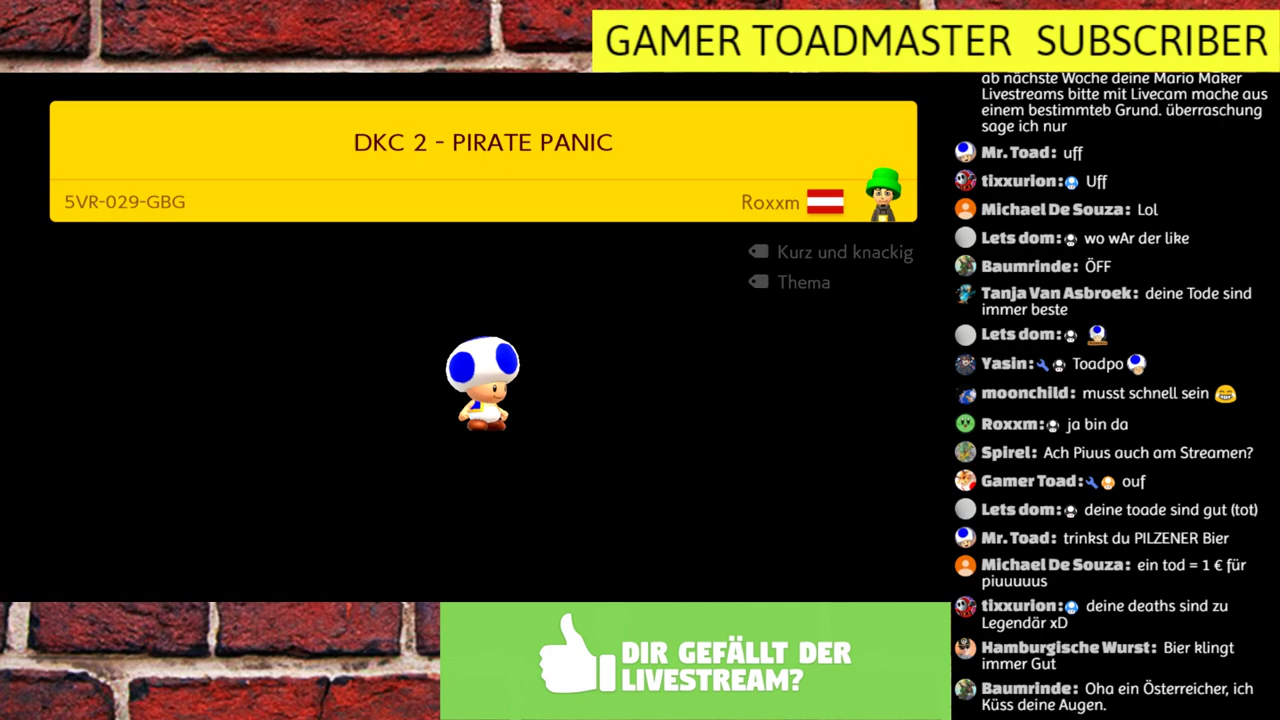 GAMER TOADMASTER SUBSCRIBER
DKC 2 - PIRATE PANIC
5VR-029-GBG
Roxxm
Kurz und knackig
Thema
ab nächste Woche deine Mario Maker
Livestreams bitte mit Livecam mache aus
einem bestimmteb Grund. überraschung
sage ich nur
Mr. Toad: uff
tixxurion: Uff
Michael De Souza: Lol
Lets dom: wo wAr der like
Baumrinde: ÖFF
Tanja Van Asbroek: deine Tode sind
immer beste
Lets dom:
Yasin: Toadpo
moonchild: musst schnell sein
Roxxm: ja bin da
Spirel: Ach Piuus auch am Streamen?
Gamer Toad: ouf
Lets dom: deine toade sind gut (tot)
Mr. Toad: trinkst du PILZENER Bier
Michael De Souza: ein tod = 1 € für
piuuuuus
tixxurion: deine deaths sind zu
Legendär xD
Hamburgische Wurst: Bier klingt
immer Gut
Baumrinde: Oha ein Österreicher, ich
Küss deine Augen.
DIR GEFÄLLT DER
LIVESTREAM?